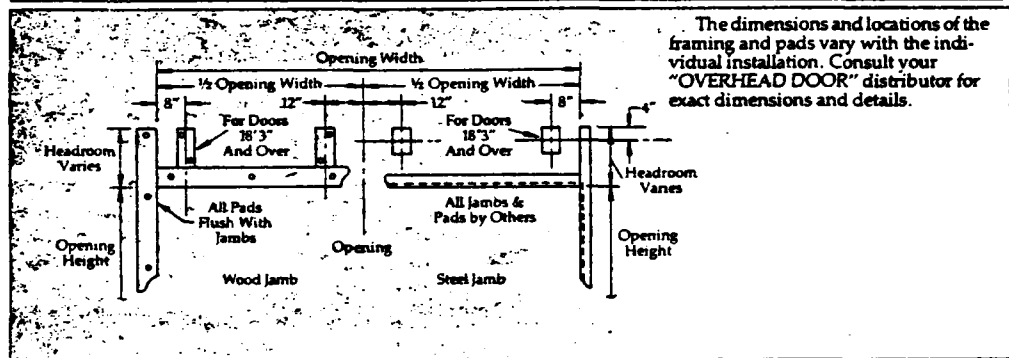 The dimensions and locations of the
framing and pads vary with the indi-
vidual installation. Consult your
"OVERHEAD DOOR" distributor for
exact dimensions and details.
Opening Width
½ Opening Width
½ Opening Width
8"
12"
12"
8"
4"
For Doors
18'3"
And Over
For Doors
18'3"
And Over
Headroom
Varies
Headroom
Varies
All Pads
Flush With
Jambs
All Jambs &
Pads by Others
Opening
Height
Opening
Opening
Height
Wood Jamb
Steel Jamb